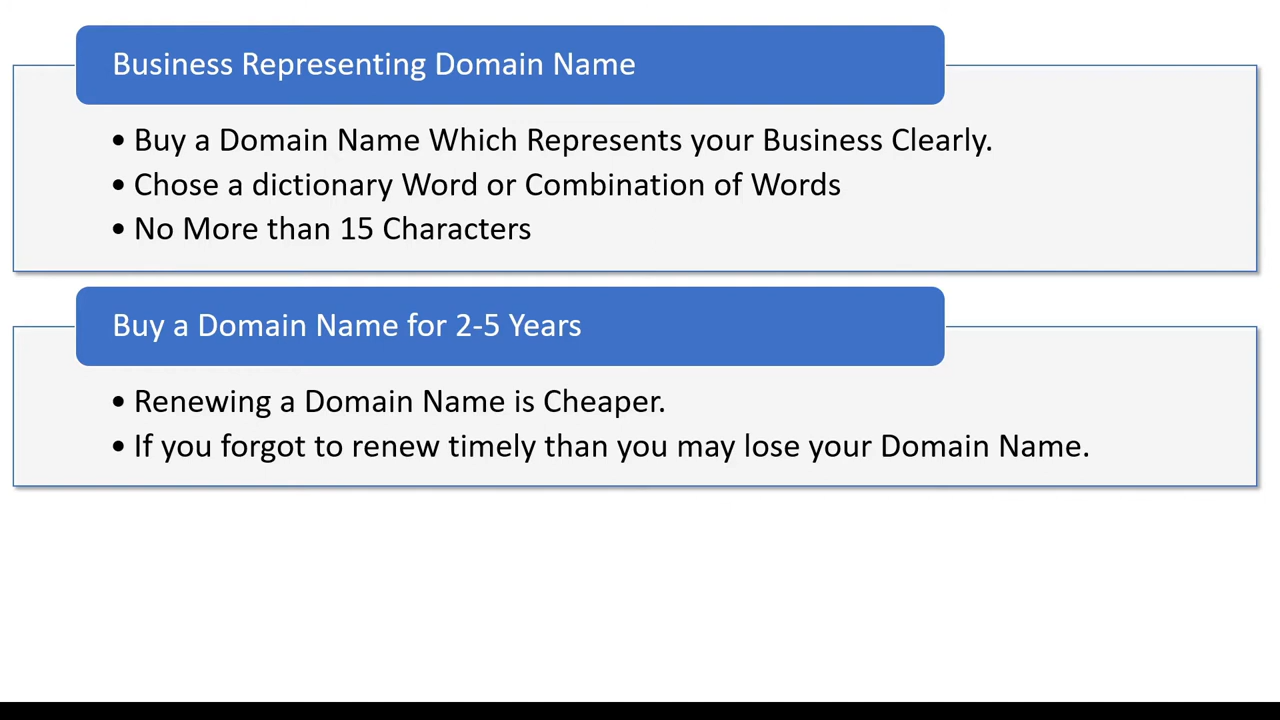 Business Representing Domain Name
• Buy a Domain Name Which Represents your Business Clearly.
• Chose a dictionary Word or Combination of Words
• No More than 15 Characters
Buy a Domain Name for 2-5 Years
• Renewing a Domain Name is Cheaper.
• If you forgot to renew timely than you may lose your Domain Name.